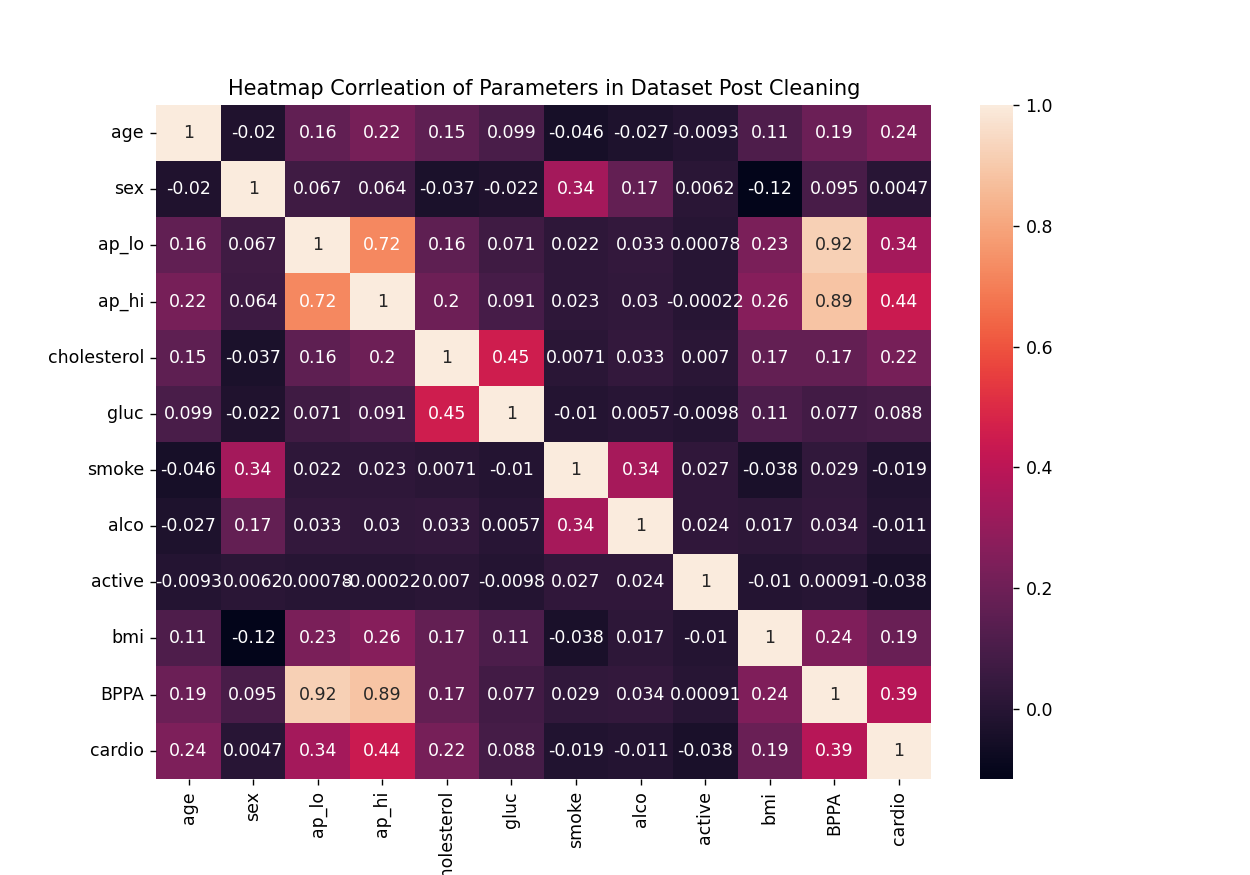 Heatmap Corrleation of Parameters in Dataset Post Cleaning
age 1 -0.02 0.16 0.22 0.15 0.099 -0.046 -0.027 -0.0093 0.11 0.19 0.24
sex -0.02 1 0.067 0.064 -0.037 -0.022 0.34 0.17 0.0062 -0.12 0.095 0.0047
ap_lo 0.16 0.067 1 0.72 0.16 0.071 0.022 0.033 0.00078 0.23 0.92 0.34
ap_hi 0.22 0.064 0.72 1 0.2 0.091 0.023 0.03 -0.00022 0.26 0.89 0.44
cholesterol 0.15 -0.037 0.16 0.2 1 0.45 0.0071 0.033 0.007 0.17 0.17 0.22
gluc 0.099 -0.022 0.071 0.091 0.45 1 -0.01 0.0057 -0.0098 0.11 0.077 0.088
smoke -0.046 0.34 0.022 0.023 0.0071 -0.01 1 0.34 0.027 -0.038 0.029 -0.019
alco -0.027 0.17 0.033 0.03 0.033 0.0057 0.34 1 0.024 0.017 0.034 -0.011
active -0.0093 0.0062 0.00078 -0.00022 0.007 -0.0098 0.027 0.024 1 -0.01 0.00091 -0.038
bmi 0.11 -0.12 0.23 0.26 0.17 0.11 -0.038 0.017 -0.01 1 0.24 0.19
BPPA 0.19 0.095 0.92 0.89 0.17 0.077 0.029 0.034 0.00091 0.24 1 0.39
cardio 0.24 0.0047 0.34 0.44 0.22 0.088 -0.019 -0.011 -0.038 0.19 0.39 1
age sex ap_lo ap_hi holesterol gluc smoke alco active bmi BPPA cardio
1.0
0.8
0.6
0.4
0.2
0.0